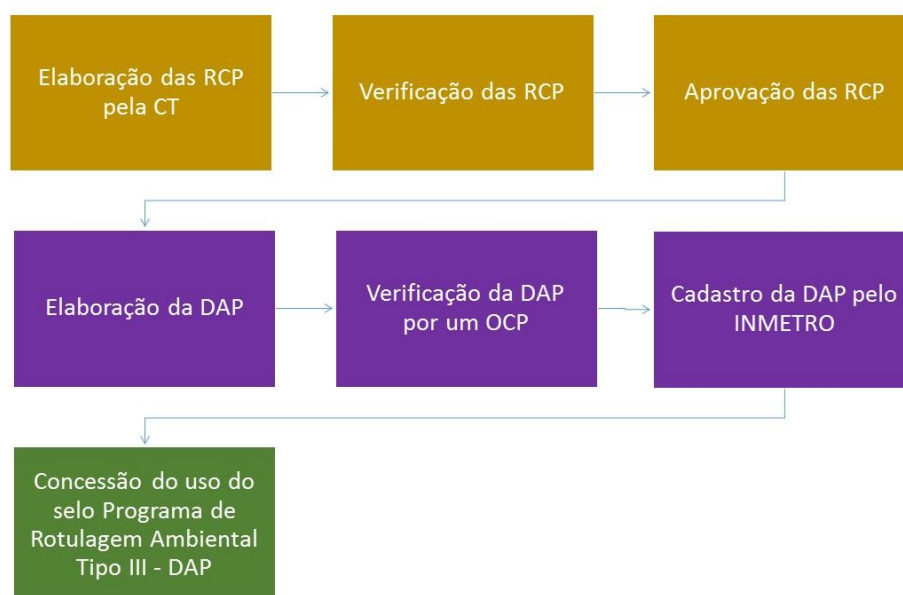 Elaboração das RCP
pela CT
Verificação das RCP
Aprovação das RCP
Elaboração da DAP
Verificação da DAP
por um OCP
Cadastro da DAP pelo
INMETRO
Concessão do uso do
selo Programa de
Rotulagem Ambiental
Tipo III - DAP